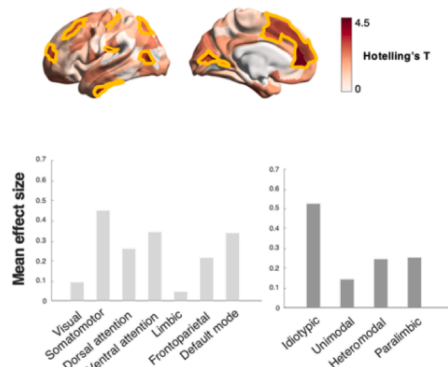 4.5
Hotelling's T
0
Mean effect size
0.7
0.6
0.5
0.4
0.3
0.2
0.1
0
Visual
Somatomotor
Dorsal attention
Ventral attention
Limbic
Frontoparietal
Default mode
0.7
0.6
0.5
0.4
0.3
0.2
0.1
0
Idiotypic
Unimodal
Heteromodal
Paralimbic